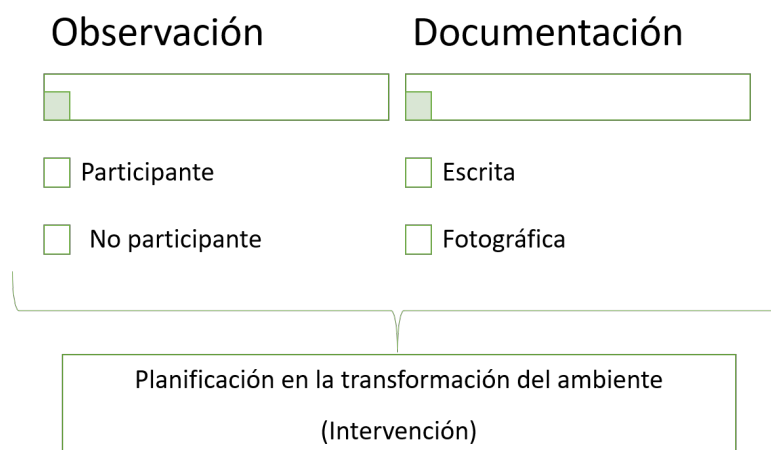 Observación
Documentación
Participante
Escrita
No participante
Fotográfica
Planificación en la transformación del ambiente
(Intervención)